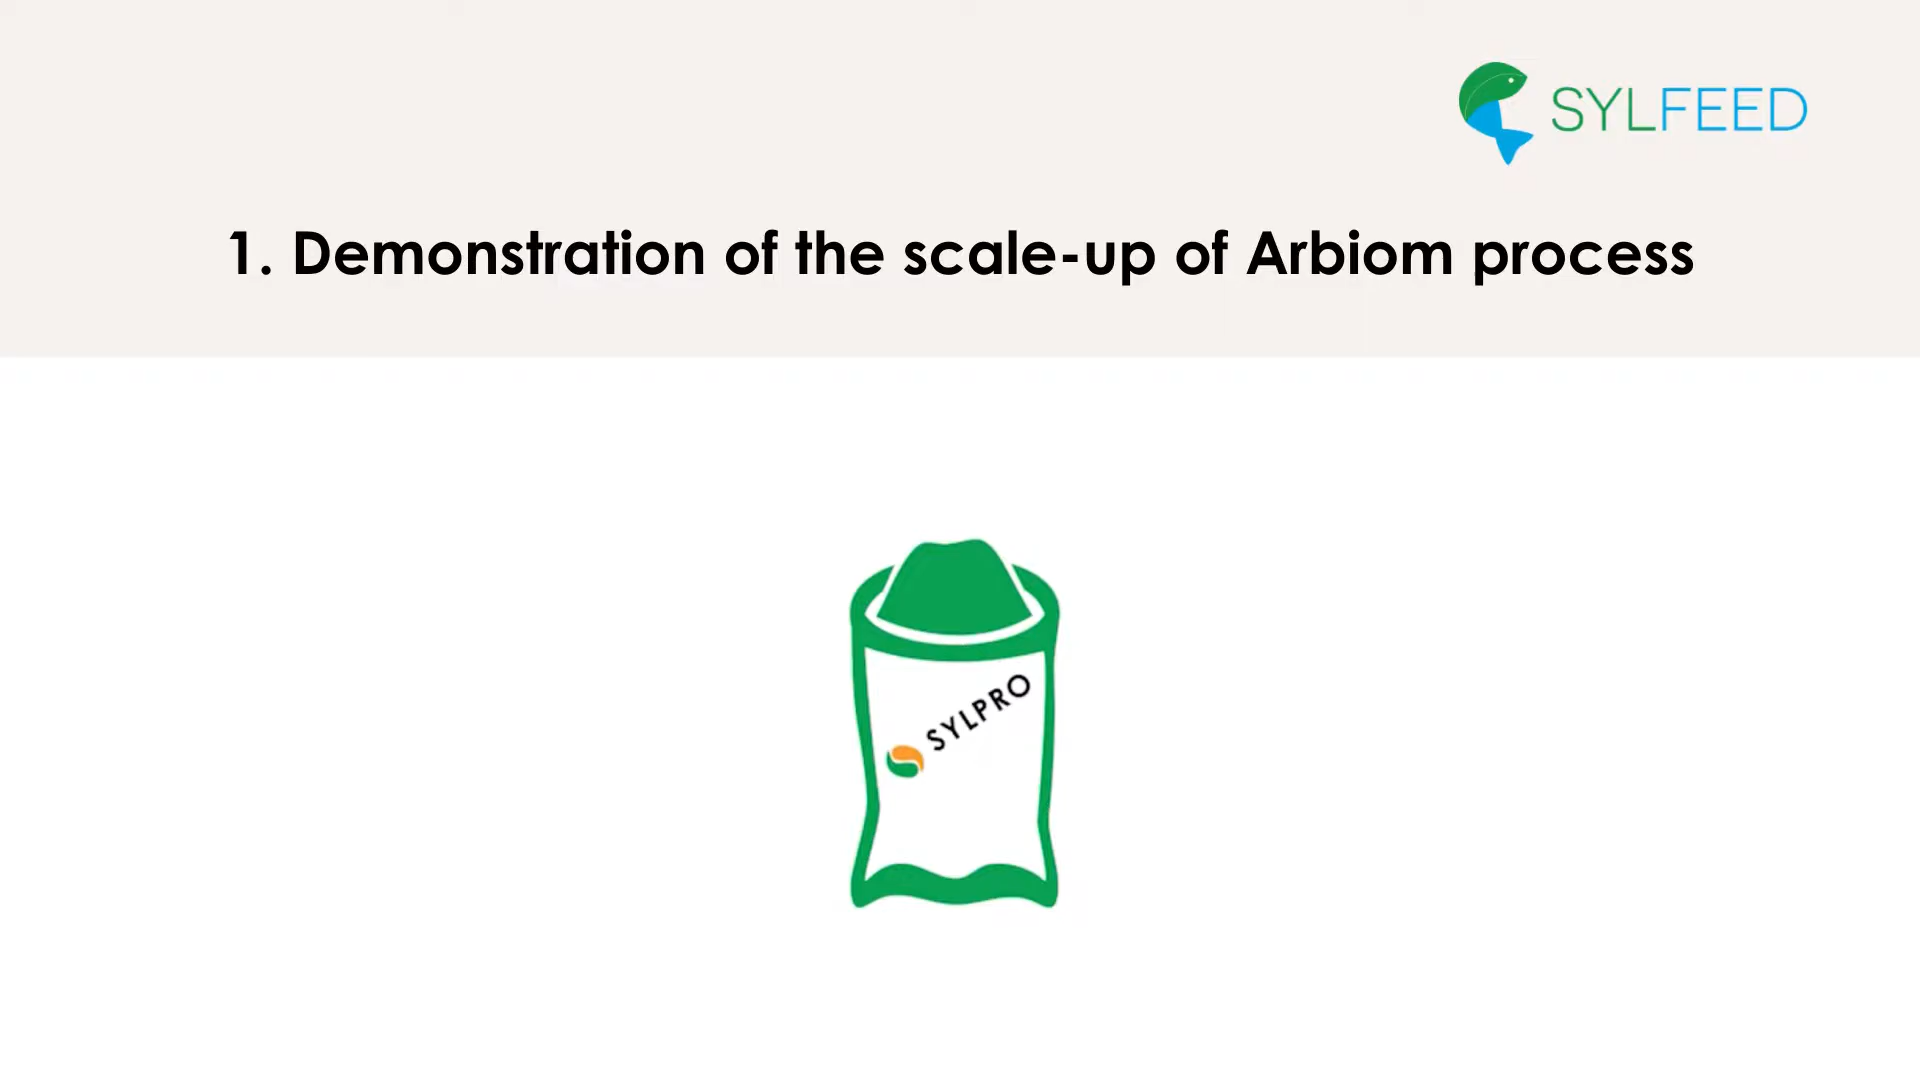 SYLFEED
1. Demonstration of the scale-up of Arbiom process
SYLPRO